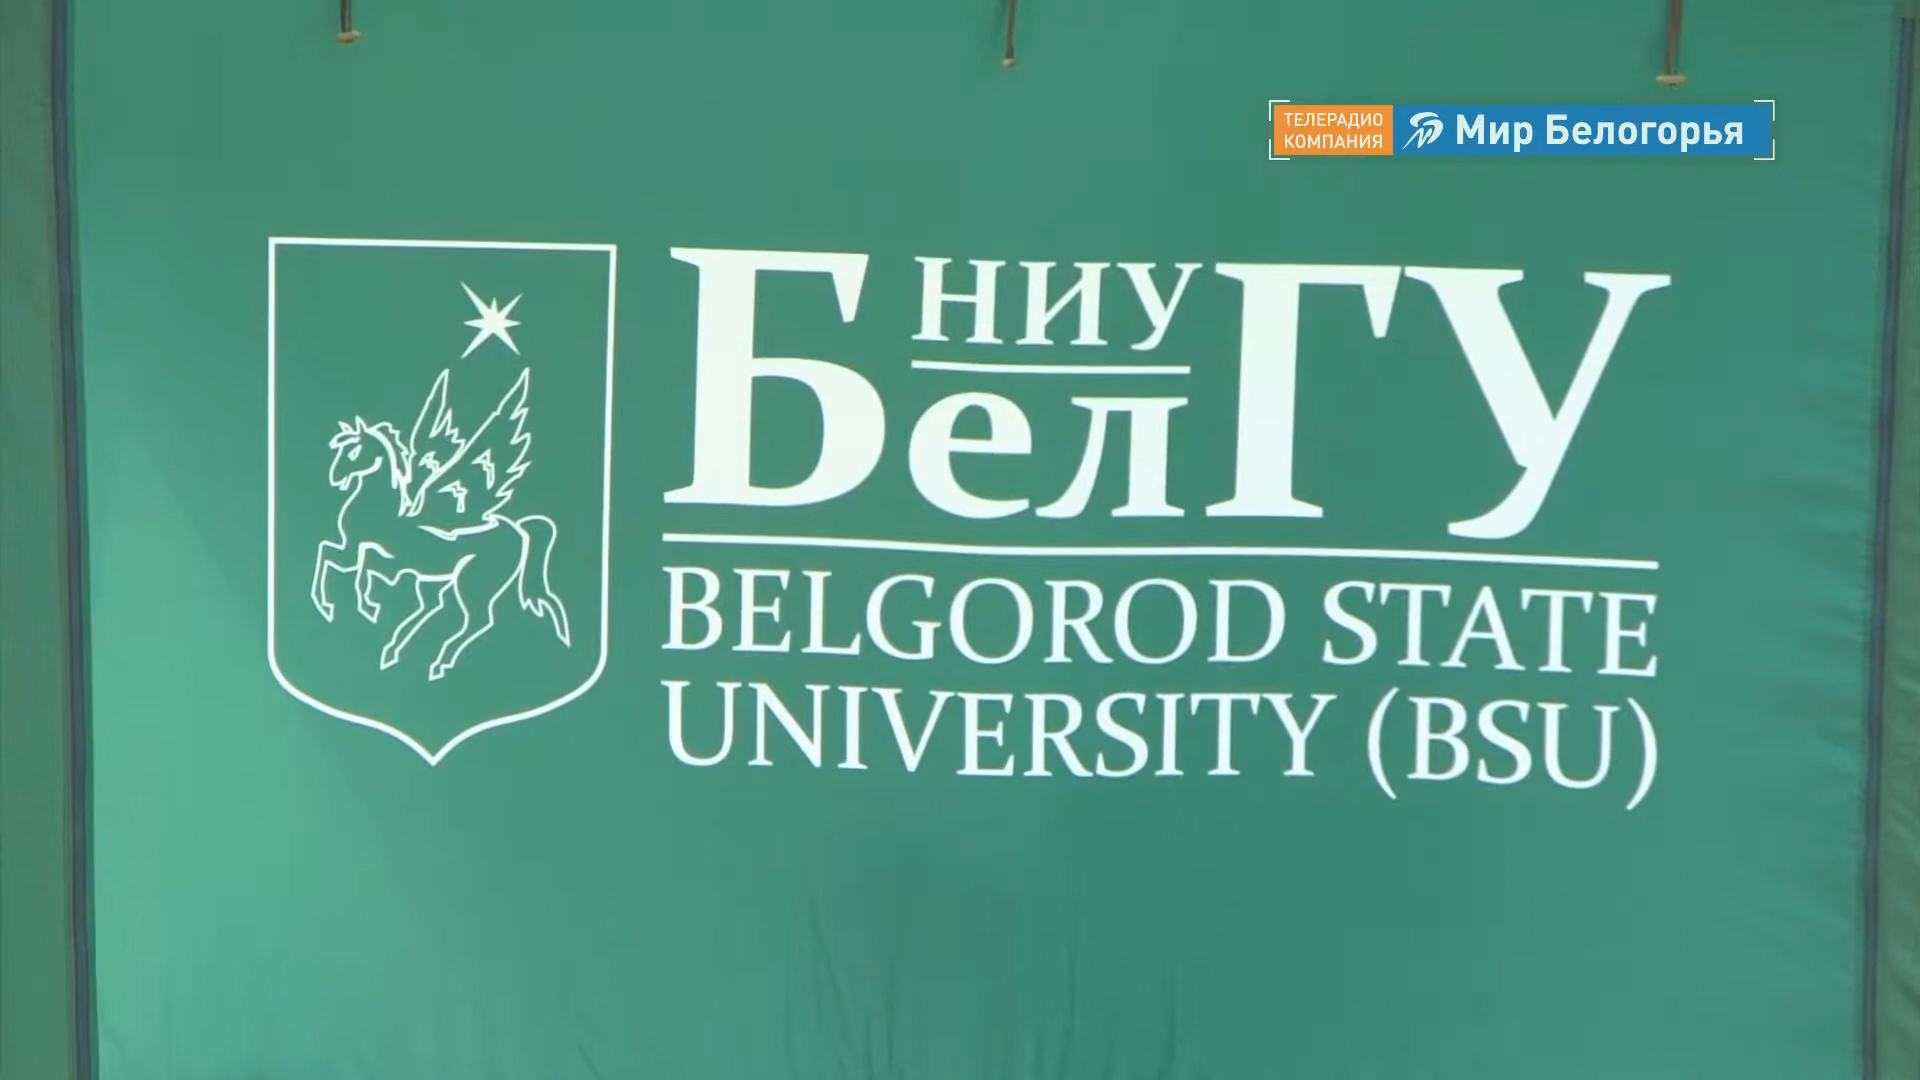 ТЕЛЕРАДИО
КОМПАНИЯ
Мир Белогорья
НИУ
БелГУ
BELGOROD STATE
UNIVERSITY (BSU)